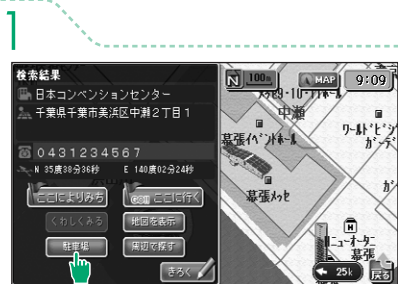 1
検索結果
日本コンベンションセンター
千葉県千葉市美浜区中瀬2丁目1
0431234567
N 35度38分36秒 E 140度02分24秒
ここによりみち
GO!! ここに行く
くわしくみる
地図を表示
駐車場
周辺で探す
きろく
N 100m
MAP
9:09
中瀬
幕張イベントホール
ワールドビジ
ガーデ
幕張メッセ
ガ
H
ニューオータニ
幕張
25k
戻る